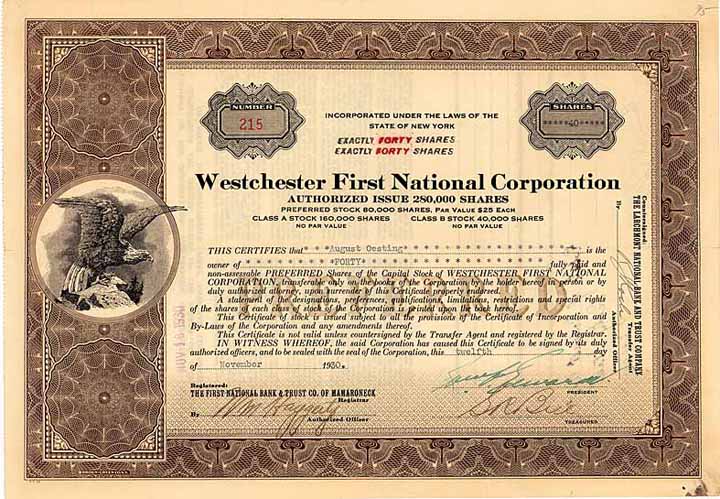 NUMBER
215
SHARES
**40**
INCORPORATED UNDER THE LAWS OF THE
STATE OF NEW YORK
EXACTLY FORTY SHARES
EXACTLY FORTY SHARES
Westchester First National Corporation
AUTHORIZED ISSUE 280,000 SHARES
PREFERRED STOCK 80,000 SHARES, PAR VALUE $25 EACH
CLASS A STOCK 160,000 SHARES CLASS B STOCK 40,000 SHARES
NO PAR VALUE NO PAR VALUE
PREFERRED
THIS CERTIFIES that August Oesting is the
owner of FORTY fully paid and
non-assessable PREFERRED Shares of the Capital Stock of WESTCHESTER FIRST NATIONAL
CORPORATION, transferable on the books of the Corporation by the holder hereof in person or by
duly authorized attorney, upon surrender of this Certificate properly endorsed.
A statement of the designations, preferences, qualifications, limitations, restrictions and special rights
of the shares of each class of stock of the Corporation is printed on the back hereof.
This Certificate of stock is issued subject to all the provisions of the Certificate of Incorporation and
By-Laws of the Corporation and any amendments thereof.
This Certificate is not valid unless countersigned by the Transfer Agent and registered by the Registrar.
IN WITNESS WHEREOF, the said Corporation has caused this Certificate to be signed by its duly
authorized officers, and to be sealed with the seal of the Corporation, this twelfth day
of November 1930.
Registered:
THE FIRST NATIONAL BANK & TRUST CO. OF MAMARONECK
Registrar
By
Authorized Officer
PRESIDENT
TREASURER
Countersigned:
THE LARCHMONT NATIONAL BANK AND TRUST COMPANY
Transfer Agent
By
Authorized Officer
NOV 18 1930